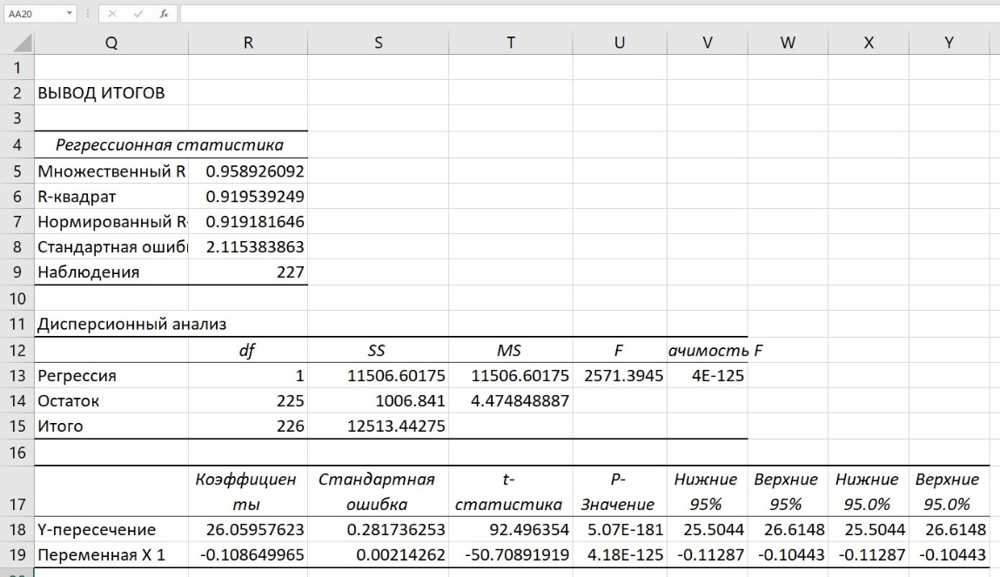 AA20 fx
Q R S T U V W X Y
1
2 ВЫВОД ИТОГОВ
3
4 Регрессионная статистика
5 Множественный R 0.958926092
6 R-квадрат 0.919539249
7 Нормированный R- 0.919181646
8 Стандартная ошиб 2.115383863
9 Наблюдения 227
10
11 Дисперсионный анализ
12 df SS MS F ачимость F
13 Регрессия 1 11506.60175 11506.60175 2571.3945 4E-125
14 Остаток 225 1006.841 4.474848887
15 Итого 226 12513.44275
16
Коэффициен Стандартная t- P- Нижние Верхние Нижние Верхние
17 ты ошибка статистика Значение 95% 95% 95.0% 95.0%
18 Y-пересечение 26.05957623 0.281736253 92.496354 5.07E-181 25.5044 26.6148 25.5044 26.6148
19 Переменная X 1 -0.108649965 0.00214262 -50.70891919 4.18E-125 -0.11287 -0.10443 -0.11287 -0.10443